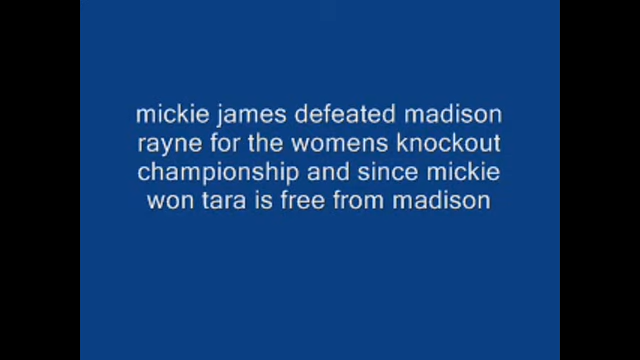 mickie james defeated madison
rayne for the womens knockout
championship and since mickie
won tara is free from madison